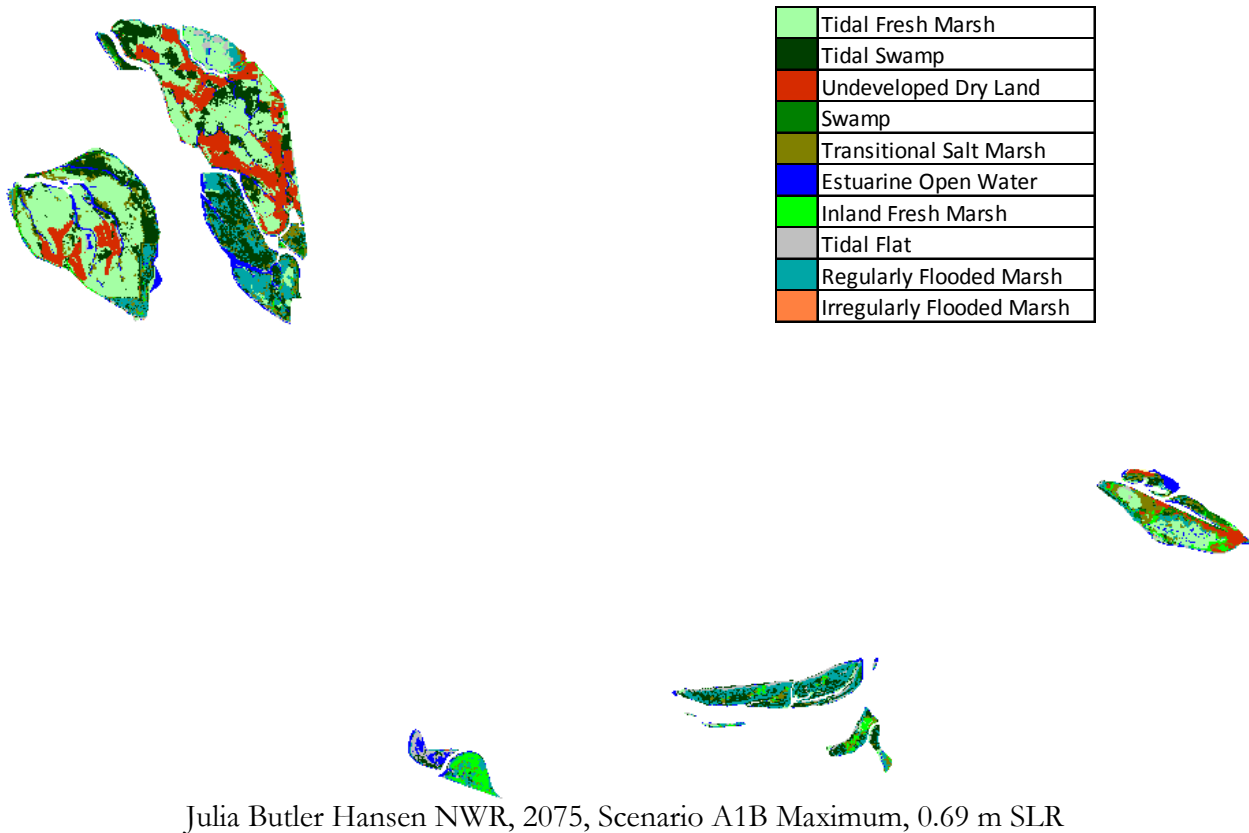 Tidal Fresh Marsh
Tidal Swamp
Undeveloped Dry Land
Swamp
Transitional Salt Marsh
Estuarine Open Water
Inland Fresh Marsh
Tidal Flat
Regularly Flooded Marsh
Irregularly Flooded Marsh
Julia Butler Hansen NWR, 2075, Scenario A1B Maximum, 0.69 m SLR